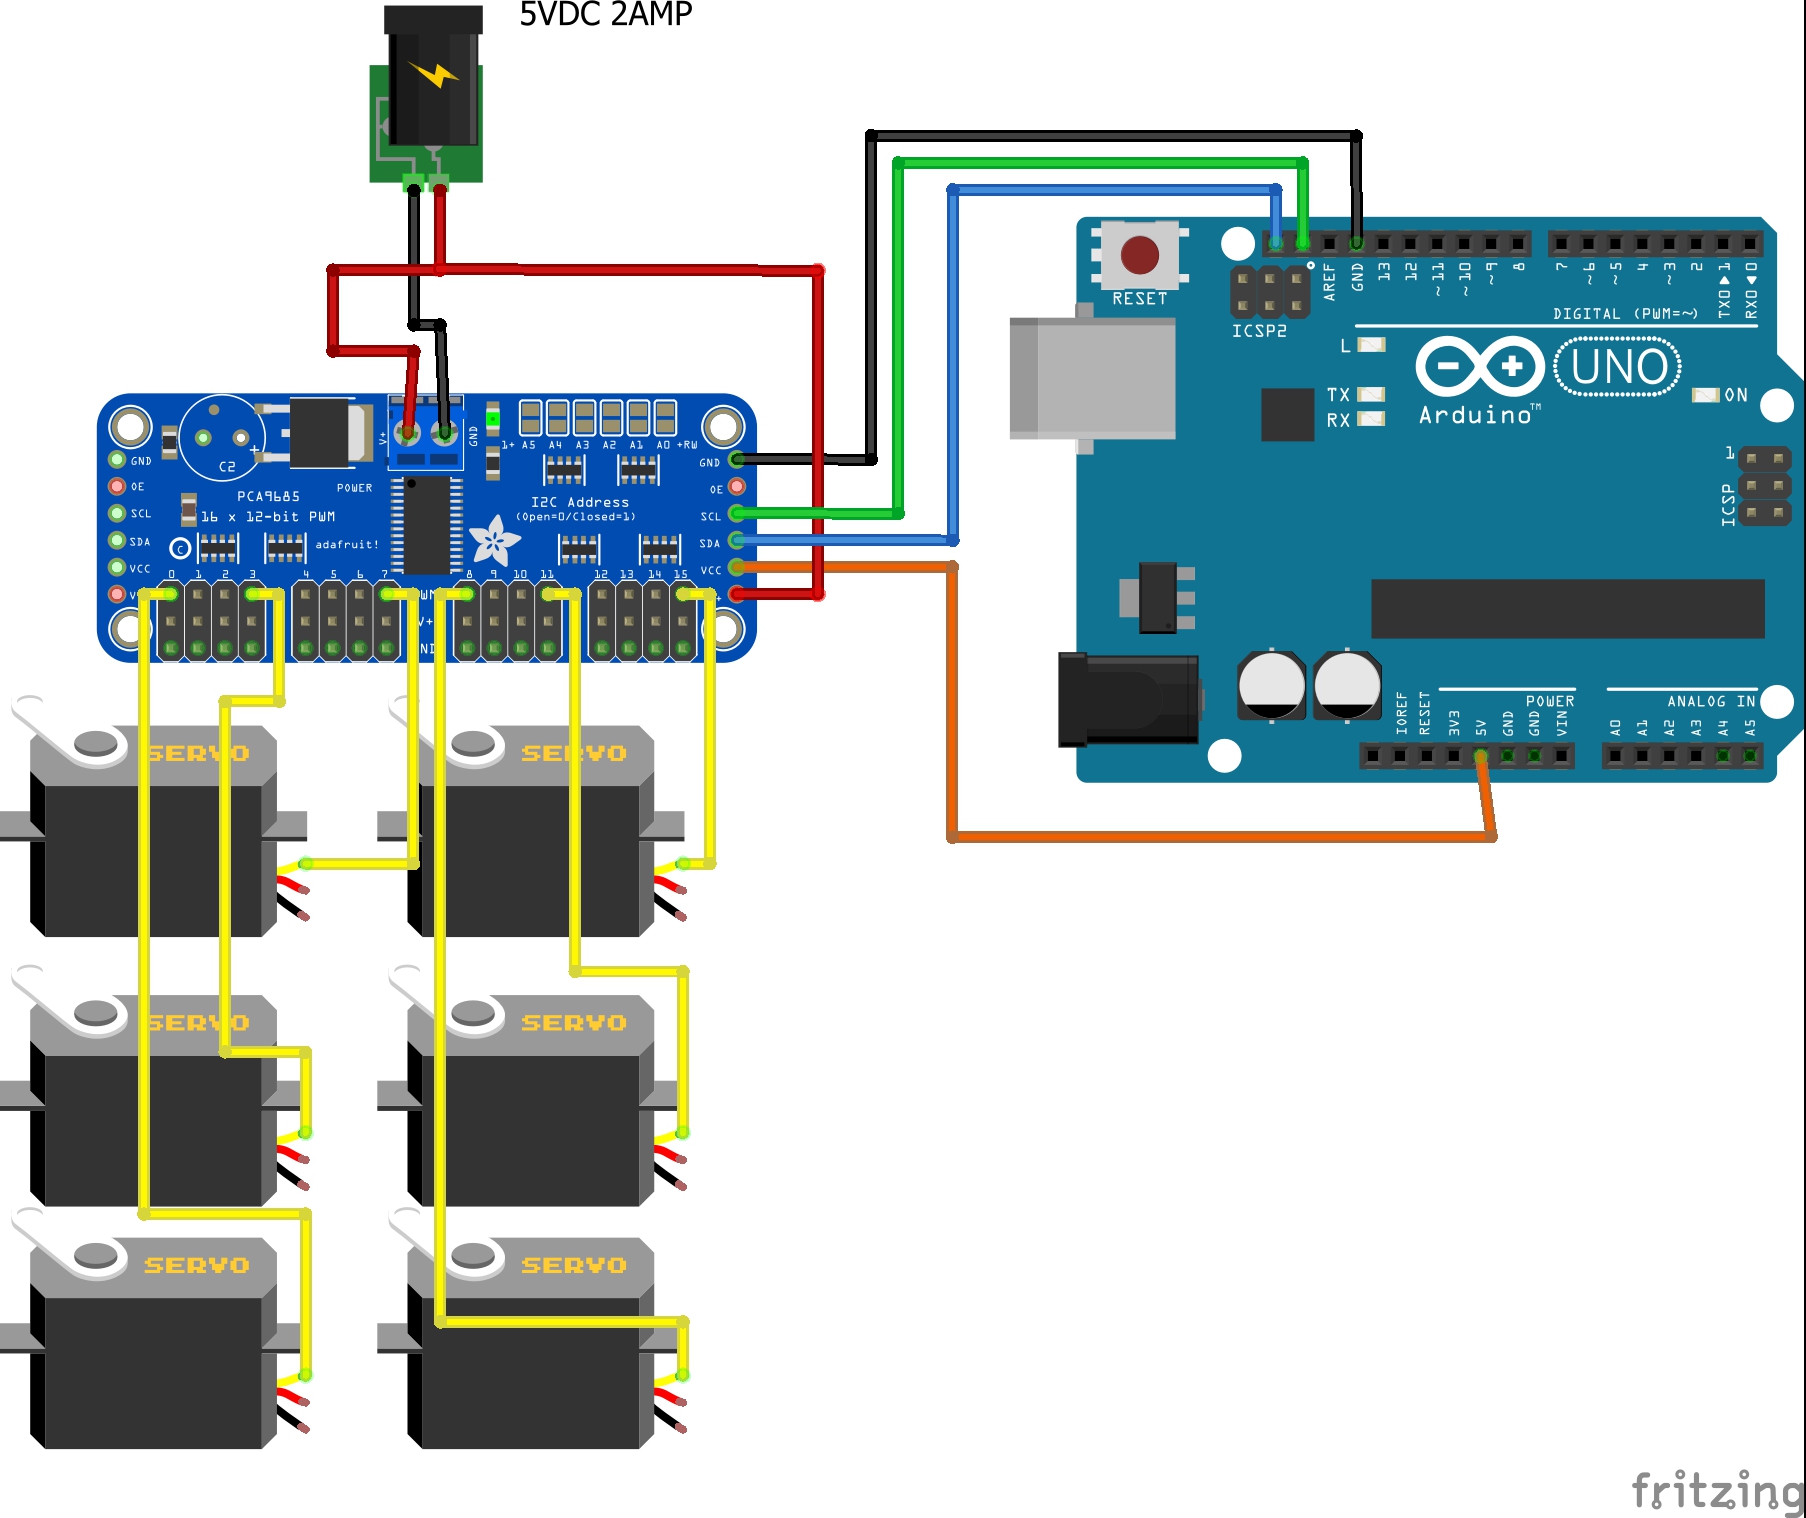 5VDC 2AMP
RESET
ICSP2
AREF
GND
13
12
~11
~10
~9
8
7
~6
~5
4
~3
2
TX0▶1
RX0◀0
DIGITAL (PWM=~)
L
TX
RX
UNO
Arduino™
ON
1
ICSP
IOREF
RESET
3V3
5V
GND
GND
VIN
POWER
ANALOG IN
A0
A1
A2
A3
A4
A5
C2
+
V+
GND
1+ A5 A4 A3 A2 A1 A0 +RW
GND
OE
SCL
SDA
VCC
GND
OE
SCL
SDA
VCC
POWER
PCA9685
16 x 12-bit PWM
adafruit!
C
I2C Address
(Open=0/Closed=1)
0 1 2 3 4 5 6 7 8 9 10 11 12 13 14 15
V+
SERVO
SERVO
SERVO
SERVO
SERVO
SERVO
fritzing